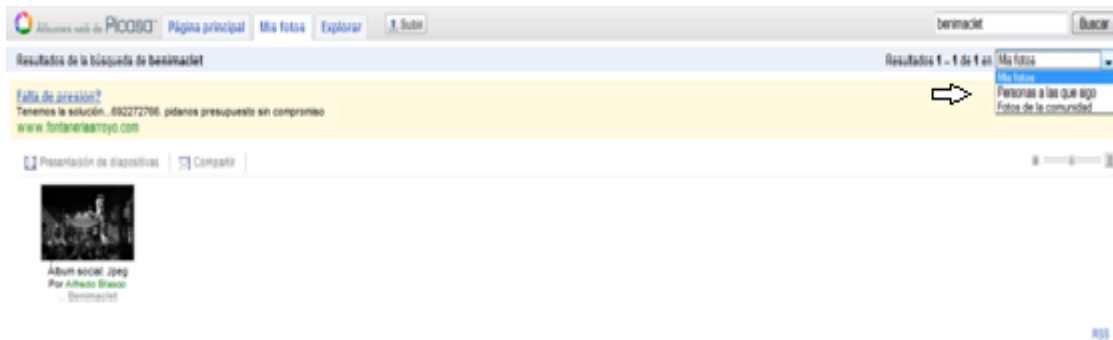 Álbumes web de Picasa Página principal Mis fotos Explorar Subir benimaclet Buscar
Resultados de la búsqueda de benimaclet Resultados 1 – 1 de 1 en Mis fotos
Mis fotos
Personas a las que sigo
Fotos de la comunidad
Falta de presion?
Tenemos la solución...692272766. pidanos presupuesto sin compromiso
www.fontaneriaarroyo.com
Presentación de diapositivas Compartir
Álbum social: Jpeg
Por Alfredo Blasco
... Benimaclet
RSS